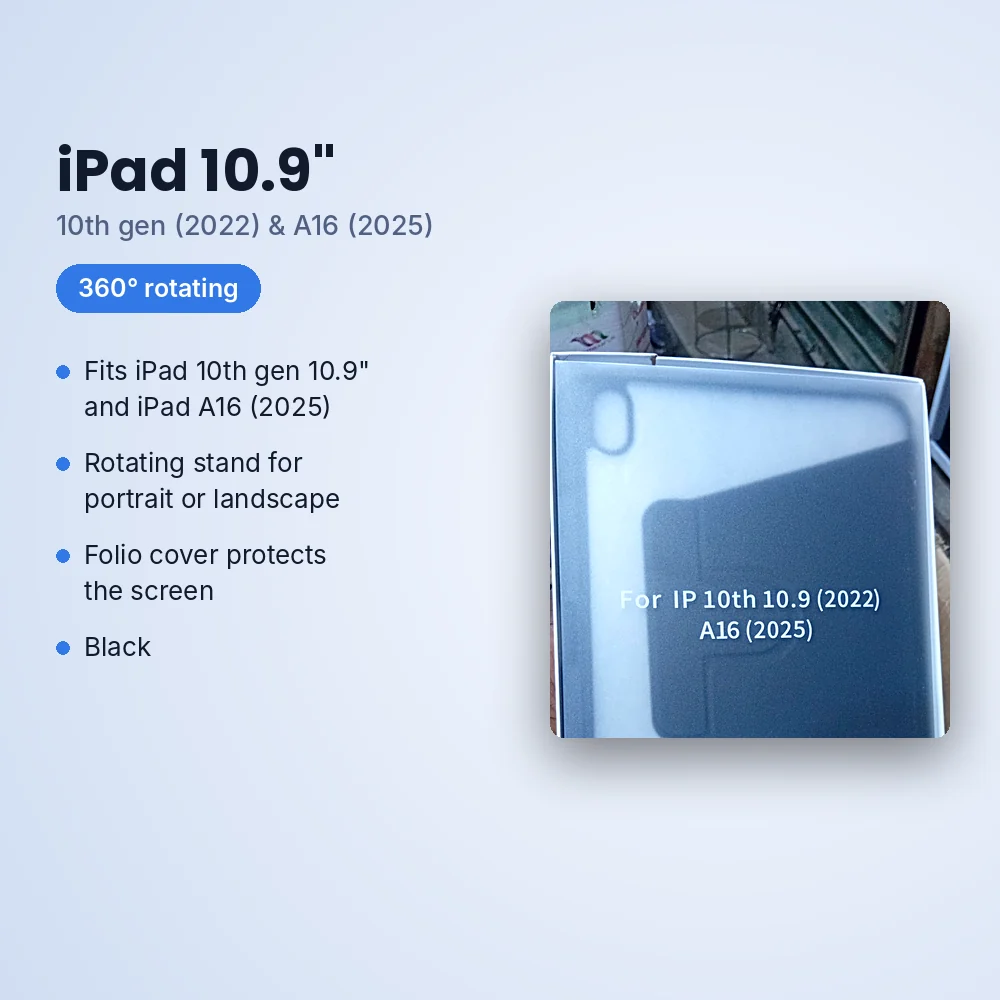 iPad 10.9"
10th gen (2022) & A16 (2025)
360° rotating
Fits iPad 10th gen 10.9"
and iPad A16 (2025)
Rotating stand for
portrait or landscape
Folio cover protects
the screen
Black
For IP 10th 10.9 (2022)
A16 (2025)